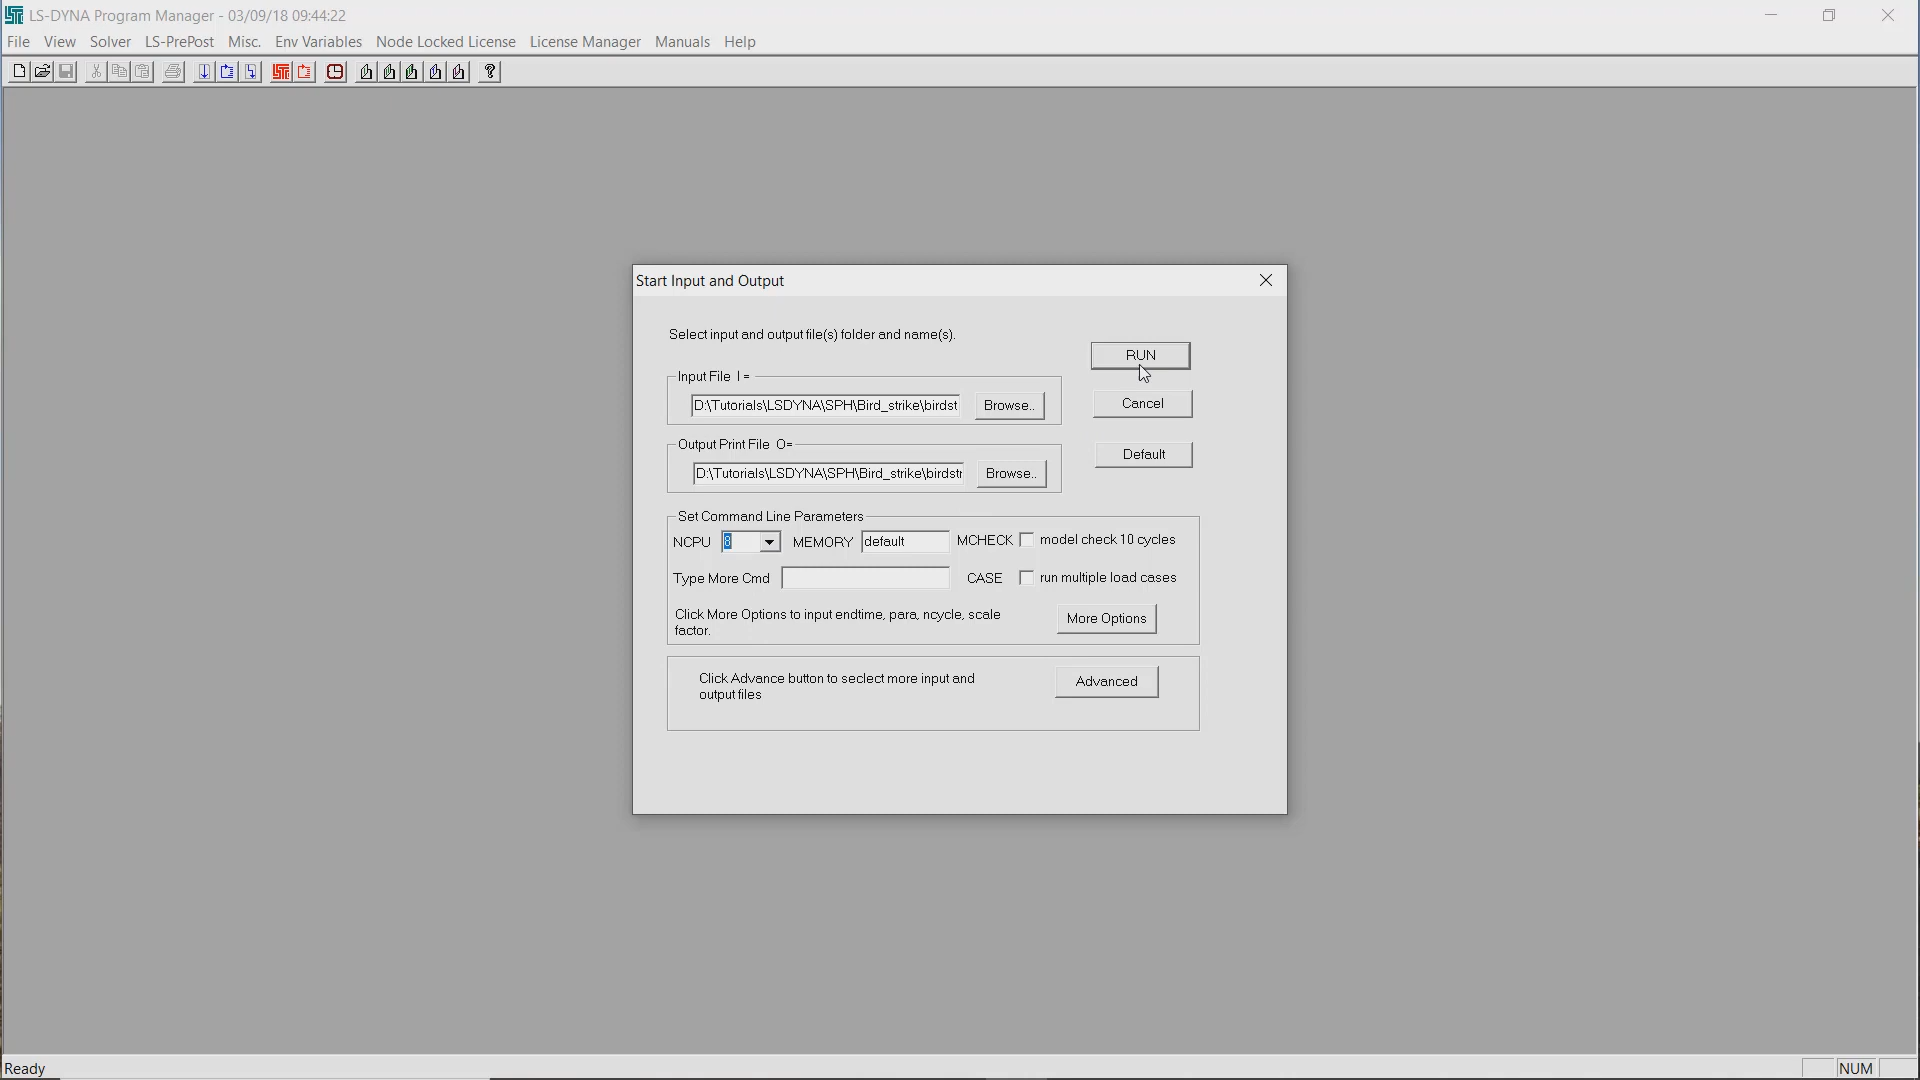 LS-DYNA Program Manager - 03/09/18 09:44:22
File View Solver LS-PrePost Misc. Env Variables Node Locked License License Manager Manuals Help
Start Input and Output
Select input and output file(s) folder and name(s).
RUN
Input File I =
D:\Tutorials\LSDYNA\SPH\Bird_strike\birdst Browse.. Cancel
Output Print File O=
D:\Tutorials\LSDYNA\SPH\Bird_strike\birdstr Browse.. Default
Set Command Line Parameters
NCPU 8 MEMORY default MCHECK model check 10 cycles
Type More Cmd CASE run multiple load cases
Click More Options to input endtime, para, ncycle, scale
factor.
More Options
Click Advance button to seclect more input and
output files
Advanced
Ready NUM